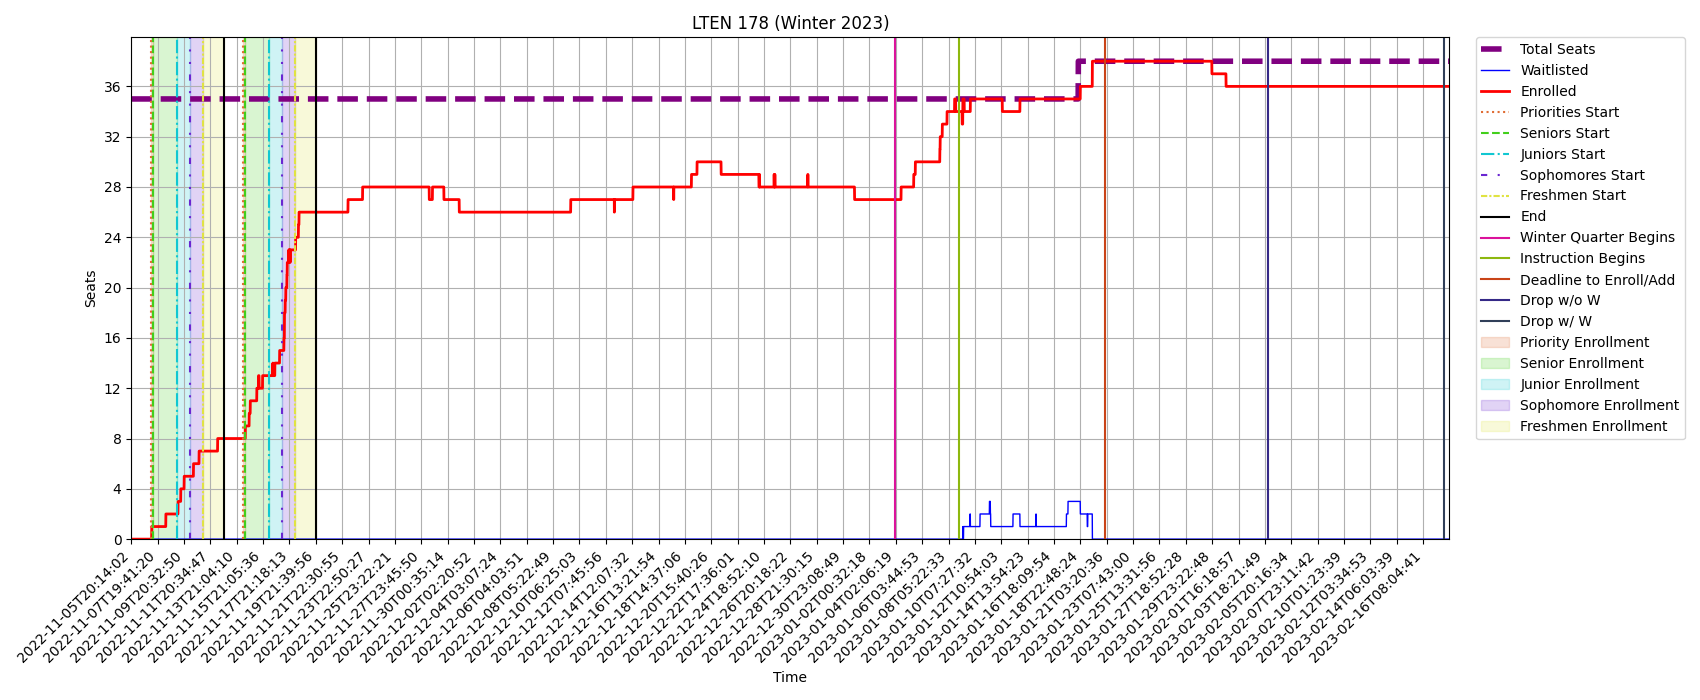 LTEN 178 (Winter 2023)
Seats
36
32
28
24
20
16
12
8
4
0
2022-11-05T20:14:02
2022-11-07T19:41:20
2022-11-09T20:32:50
2022-11-11T20:34:47
2022-11-13T21:04:10
2022-11-15T21:05:36
2022-11-17T21:18:13
2022-11-19T21:39:56
2022-11-21T22:30:55
2022-11-23T22:50:27
2022-11-25T23:22:21
2022-11-27T23:45:50
2022-11-30T00:35:14
2022-12-02T02:20:52
2022-12-04T03:07:24
2022-12-06T04:03:51
2022-12-08T05:22:49
2022-12-10T06:25:03
2022-12-12T07:45:56
2022-12-14T12:07:32
2022-12-16T13:21:54
2022-12-18T14:37:06
2022-12-20T15:40:26
2022-12-22T17:36:01
2022-12-24T18:52:10
2022-12-26T20:18:22
2022-12-28T21:30:15
2022-12-30T23:08:49
2023-01-02T00:32:18
2023-01-04T02:06:19
2023-01-06T03:44:53
2023-01-08T05:22:33
2023-01-10T07:27:32
2023-01-12T10:54:03
2023-01-14T13:54:23
2023-01-16T18:09:54
2023-01-18T22:48:24
2023-01-21T03:20:36
2023-01-23T07:43:00
2023-01-25T13:31:56
2023-01-27T18:52:28
2023-01-29T23:22:48
2023-02-01T16:18:57
2023-02-03T18:21:49
2023-02-05T20:16:34
2023-02-07T23:11:42
2023-02-10T01:23:39
2023-02-12T03:34:53
2023-02-14T06:03:39
2023-02-16T08:04:41
Time
Total Seats
Waitlisted
Enrolled
Priorities Start
Seniors Start
Juniors Start
Sophomores Start
Freshmen Start
End
Winter Quarter Begins
Instruction Begins
Deadline to Enroll/Add
Drop w/o W
Drop w/ W
Priority Enrollment
Senior Enrollment
Junior Enrollment
Sophomore Enrollment
Freshmen Enrollment